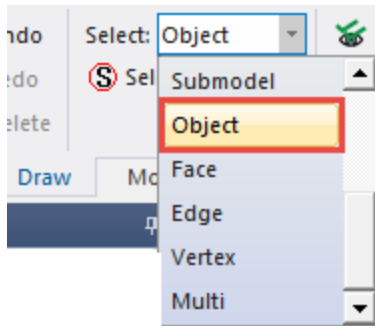 ndo Select: Object
edo S Sel
elete
Submodel
Object
Face
Edge
Vertex
Multi
Draw Mo